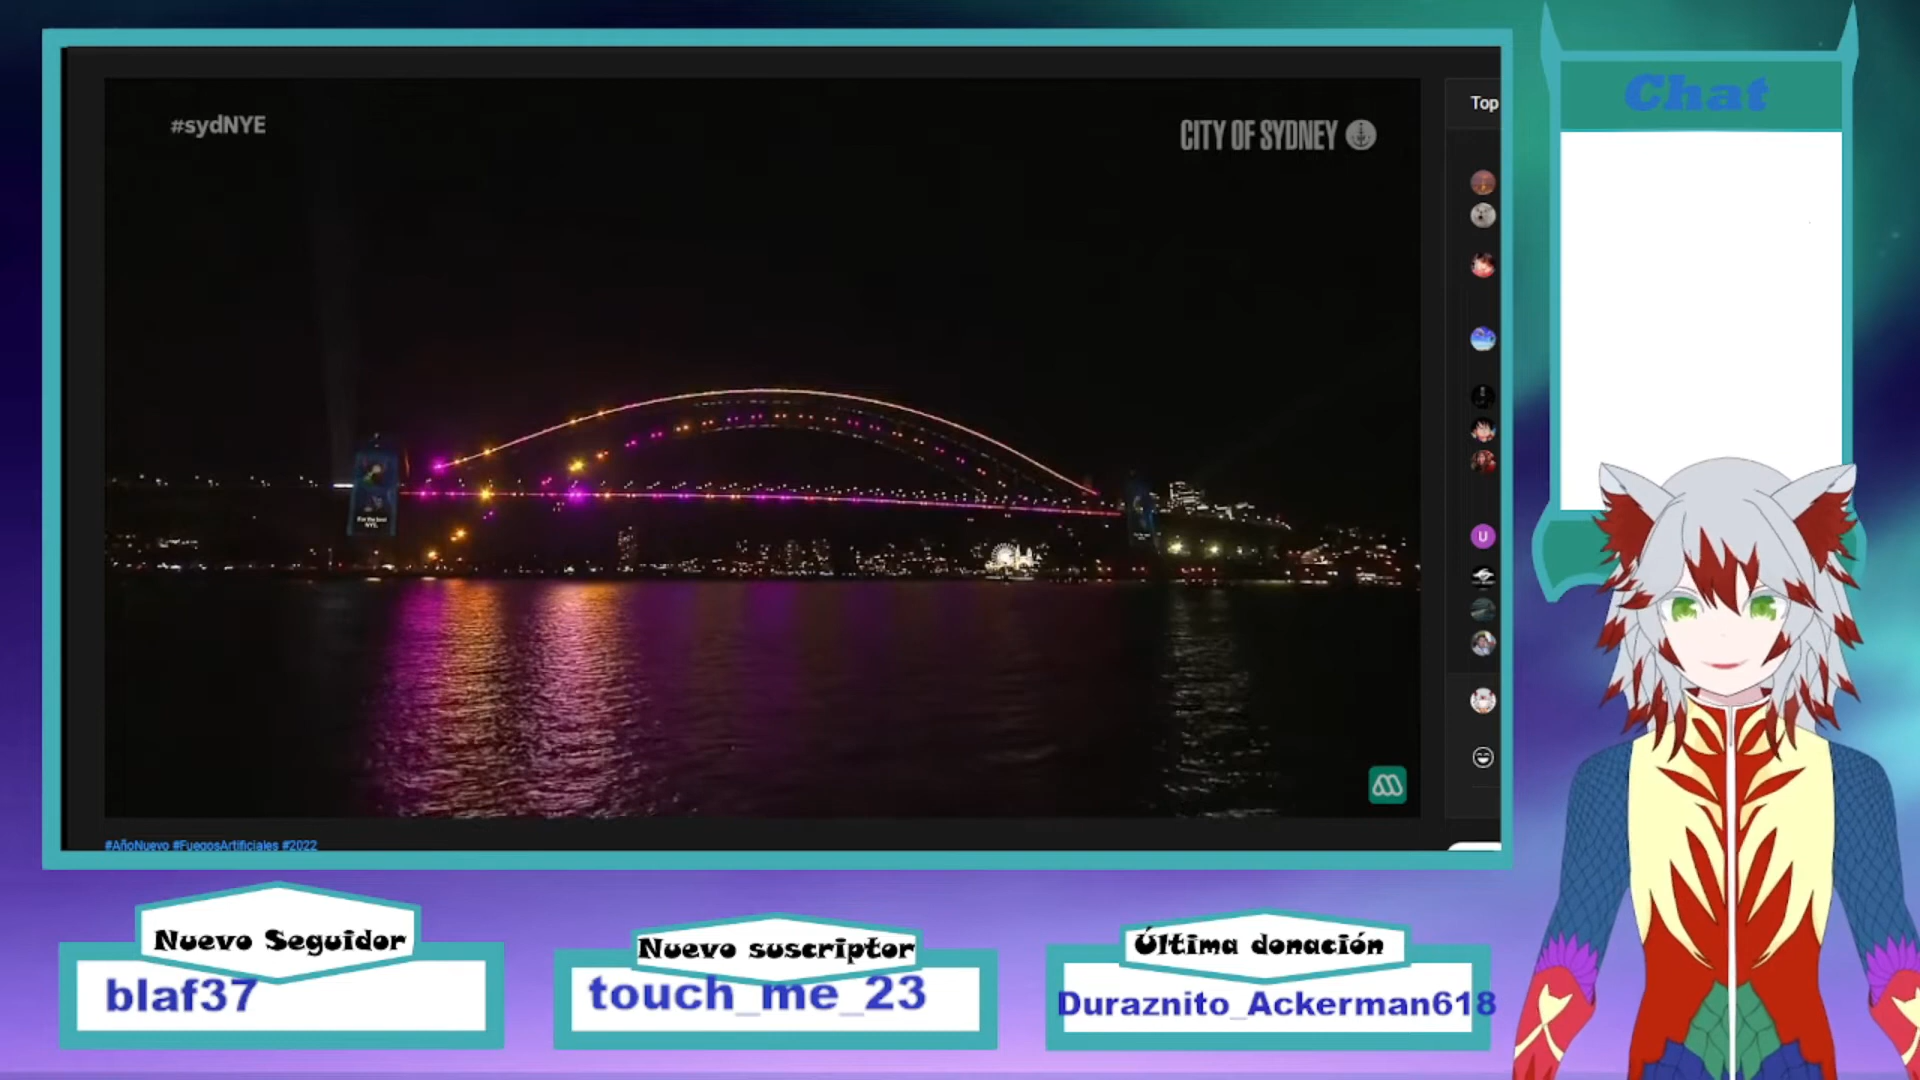 #sydNYE
CITY OF SYDNEY
Top
Chat
U
#AñoNuevo #FuegosArtificiales #2022
Nuevo Seguidor
blaf37
Nuevo suscriptor
touch_me_23
Última donación
Duraznito_Ackerman618